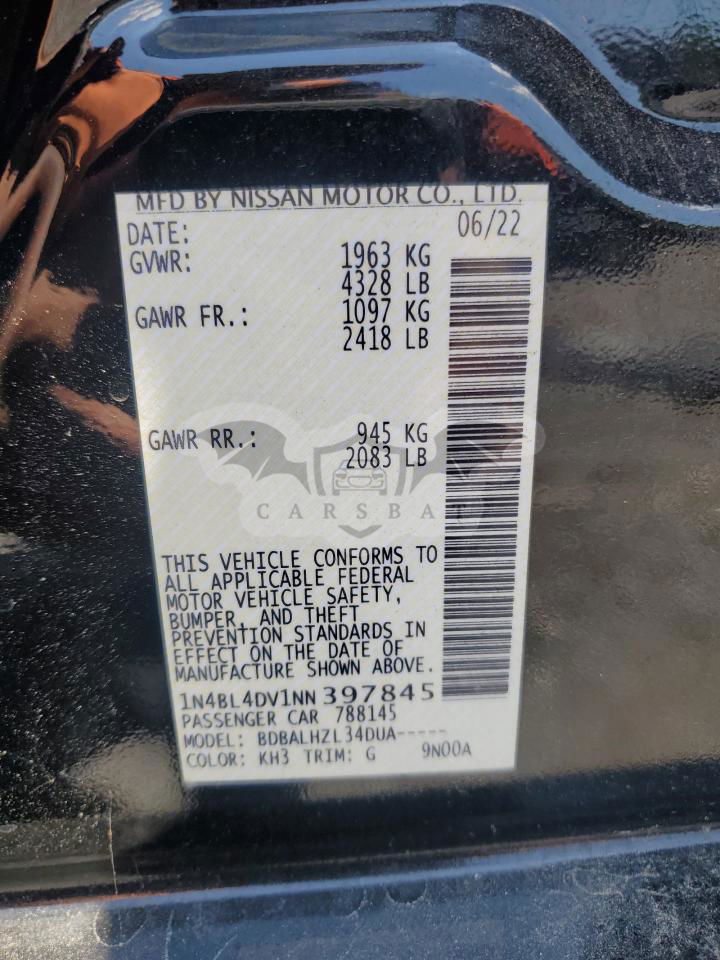 MFD BY NISSAN MOTOR CO., LTD.
DATE: 06/22
GVWR: 1963 KG
4328 LB
GAWR FR.: 1097 KG
2418 LB
GAWR RR.: 945 KG
2083 LB
CARSBAT
THIS VEHICLE CONFORMS TO
ALL APPLICABLE FEDERAL
MOTOR VEHICLE SAFETY,
BUMPER, AND THEFT
PREVENTION STANDARDS IN
EFFECT ON THE DATE OF
MANUFACTURE SHOWN ABOVE.
1N4BL4DV1NN397845
PASSENGER CAR 788145
MODEL: BDBALHZL34DUA-----
COLOR: KH3 TRIM: G 9N00A